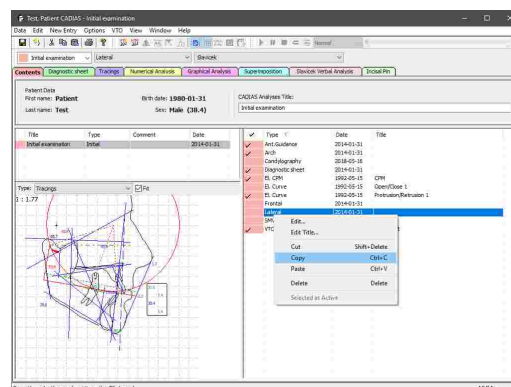 Test, Patient CADIAS - Initial examination
Data Edit New Entry Options VTO View Window Help
Normal
Initial examination Lateral Slavicek
Contents Diagnostic sheet Tracings Numerical Analysis Graphical Analysis Superimposition Slavicek Verbal Analysis Incisal Pin
Patient Data
First name: Patient Birth date: 1980-01-31
Last name: Test Sex: Male (38.4)
CADIAS Analyses Title:
Initial examination
Title Type Comment Date
Initial examination Initial 2014-01-31
Type: Tracings Fit
1 : 1.77
Type Date Title
Ant.Guidance 2014-01-31
Arch 2014-01-31
Condylography 2018-05-16
Diagnostic sheet 2014-01-31
El. CPM 1992-05-15 CPM
El. Curve 1992-05-15 Open/Close 1
El. Curve 1992-05-15 Protrusion/Retrusion 1
Frontal 2014-01-31
Lateral 2014-01-31
SMV
VTO
Edit...
Edit Title...
Cut Shift+Delete
Copy Ctrl+C
Paste Ctrl+V
Delete Delete
Selected as Active